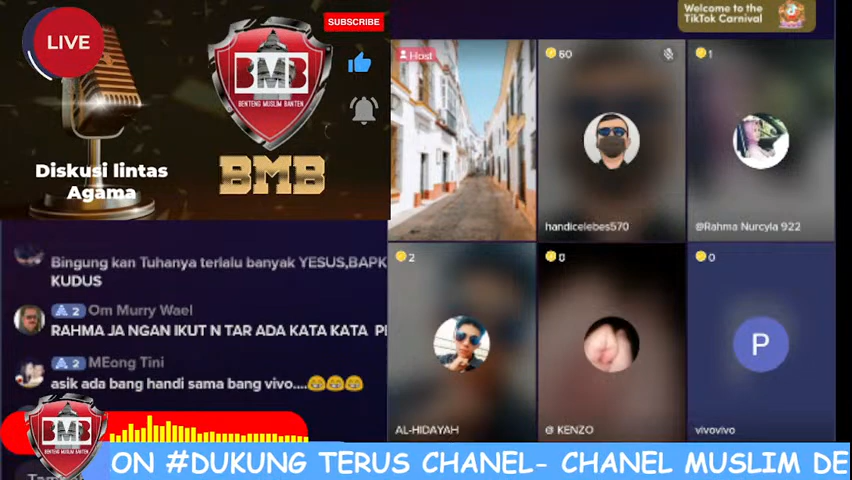 LIVE
SUBSCRIBE
BMB
BENTENG MUSLIM BANTEN
BMB
Diskusi lintas
Agama
Welcome to the
TikTok Carnival
Host
60
1
handicelebes570
@Rahma Nurcyla 922
Bingung kan Tuhanya terlalu banyak YESUS,BAPK
KUDUS
2 Om Murry Wael
RAHMA JA NGAN IKUT N TAR ADA KATA KATA
2 MEong Tini
asik ada bang handi sama bang vivo....😂😂😂
2
0
0
P
AL-HIDAYAH
@ KENZO
vivovivo
BMB
ON #DUKUNG TERUS CHANEL- CHANEL MUSLIM DE